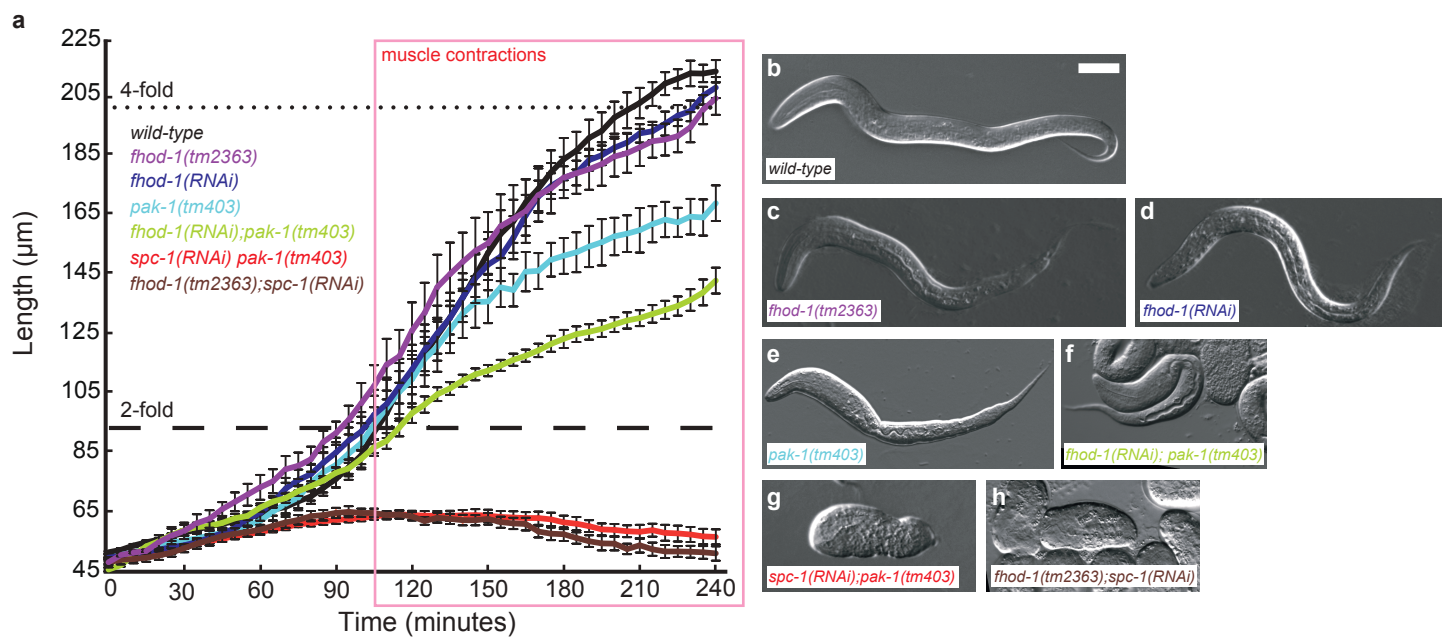 a
225
205
185
165
145
125
105
85
65
45
Length (µm)
muscle contractions
4-fold
wild-type
fhod-1(tm2363)
fhod-1(RNAi)
pak-1(tm403)
fhod-1(RNAi);pak-1(tm403)
spc-1(RNAi) pak-1(tm403)
fhod-1(tm2363);spc-1(RNAi)
2-fold
0 30 60 90 120 150 180 210 240
Time (minutes)
b
wild-type
c
fhod-1(tm2363)
d
fhod-1(RNAi)
e
pak-1(tm403)
f
fhod-1(RNAi); pak-1(tm403)
g
spc-1(RNAi);pak-1(tm403)
h
fhod-1(tm2363);spc-1(RNAi)